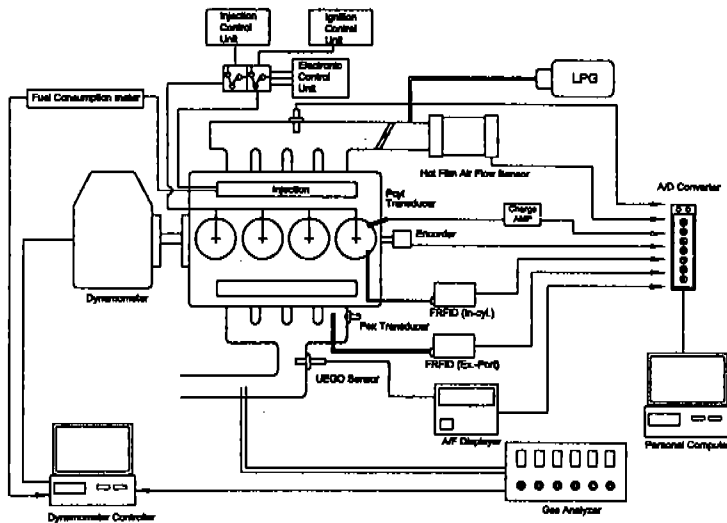 Injection
Control
Unit
Ignition
Control
Unit
Electronic
Control
Unit
LPG
Fuel Consumption meter
Hot Film Air Flow Sensor
Injection
Pcyl
Transducer
A/D Converter
Charge
AMP
Encorder
Dynamometer
FRFID (In-cyl.)
Pex Transducer
FRFID (Ex.-Port)
UEGO Sensor
A/F Displayer
Personal Computer
Gas Analyzer
Dynamometer Controller